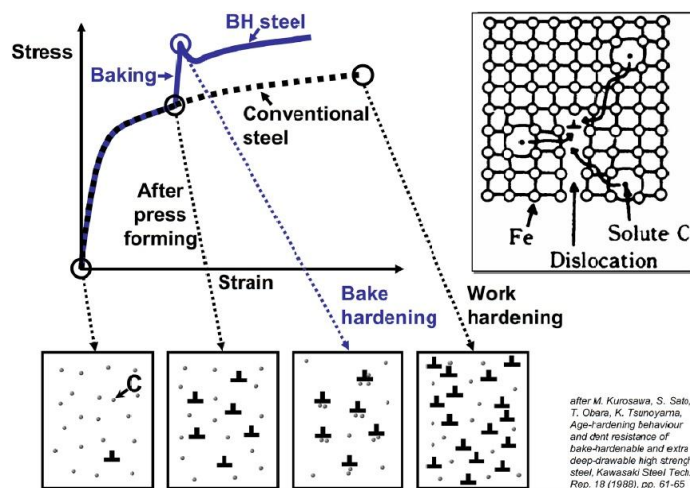 Stress
BH steel
Baking
Conventional
steel
After
press
forming
Strain
Bake
hardening
Work
hardening
C
Fe
Solute C
Dislocation
after M. Kurosawa, S. Sato,
T. Obara, K. Tsunoyama,
Age-hardening behaviour
and dent resistance of
bake-hardenable and extra
deep-drawable high strength
steel, Kawasaki Steel Tech.
Rep. 18 (1988), pp. 61-65